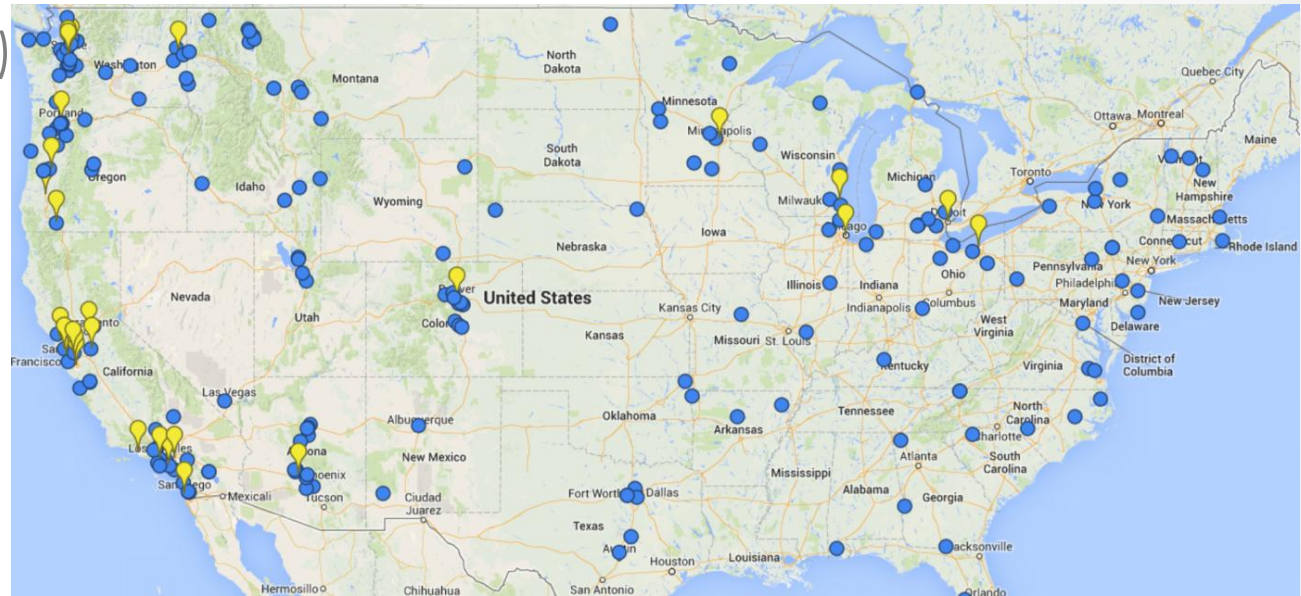 )
Quebec City
Montana
North
Dakota
Washington
Minnesota
Ottawa
Montreal
Maine
Portland
Minneapolis
South
Dakota
Wisconsin
Michigan
Toronto
Vermont
New
Hampshire
Oregon
Idaho
Wyoming
Milwauk
Detroit
New York
Massachusetts
Iowa
Chicago
Connecticut
Rhode Island
Nebraska
Ohio
Pennsylvania
New York
Nevada
Denver
United States
Illinois
Indiana
Philadelphia
Indianapolis
Columbus
Maryland
New Jersey
Utah
Colorado
Kansas City
West
Virginia
Delaware
San
Francisco
Kansas
Missouri
St. Louis
District of
Columbia
California
Kentucky
Virginia
Las Vegas
Oklahoma
Tennessee
North
Carolina
Albuquerque
Arkansas
Charlotte
Los Angeles
Arizona
New Mexico
Atlanta
South
Carolina
Phoenix
Mississippi
San Diego
Mexicali
Tucson
Ciudad
Juarez
Fort Worth
Dallas
Alabama
Georgia
Texas
Austin
Louisiana
Jacksonville
Houston
Hermosillo
Chihuahua
San Antonio
Orlando